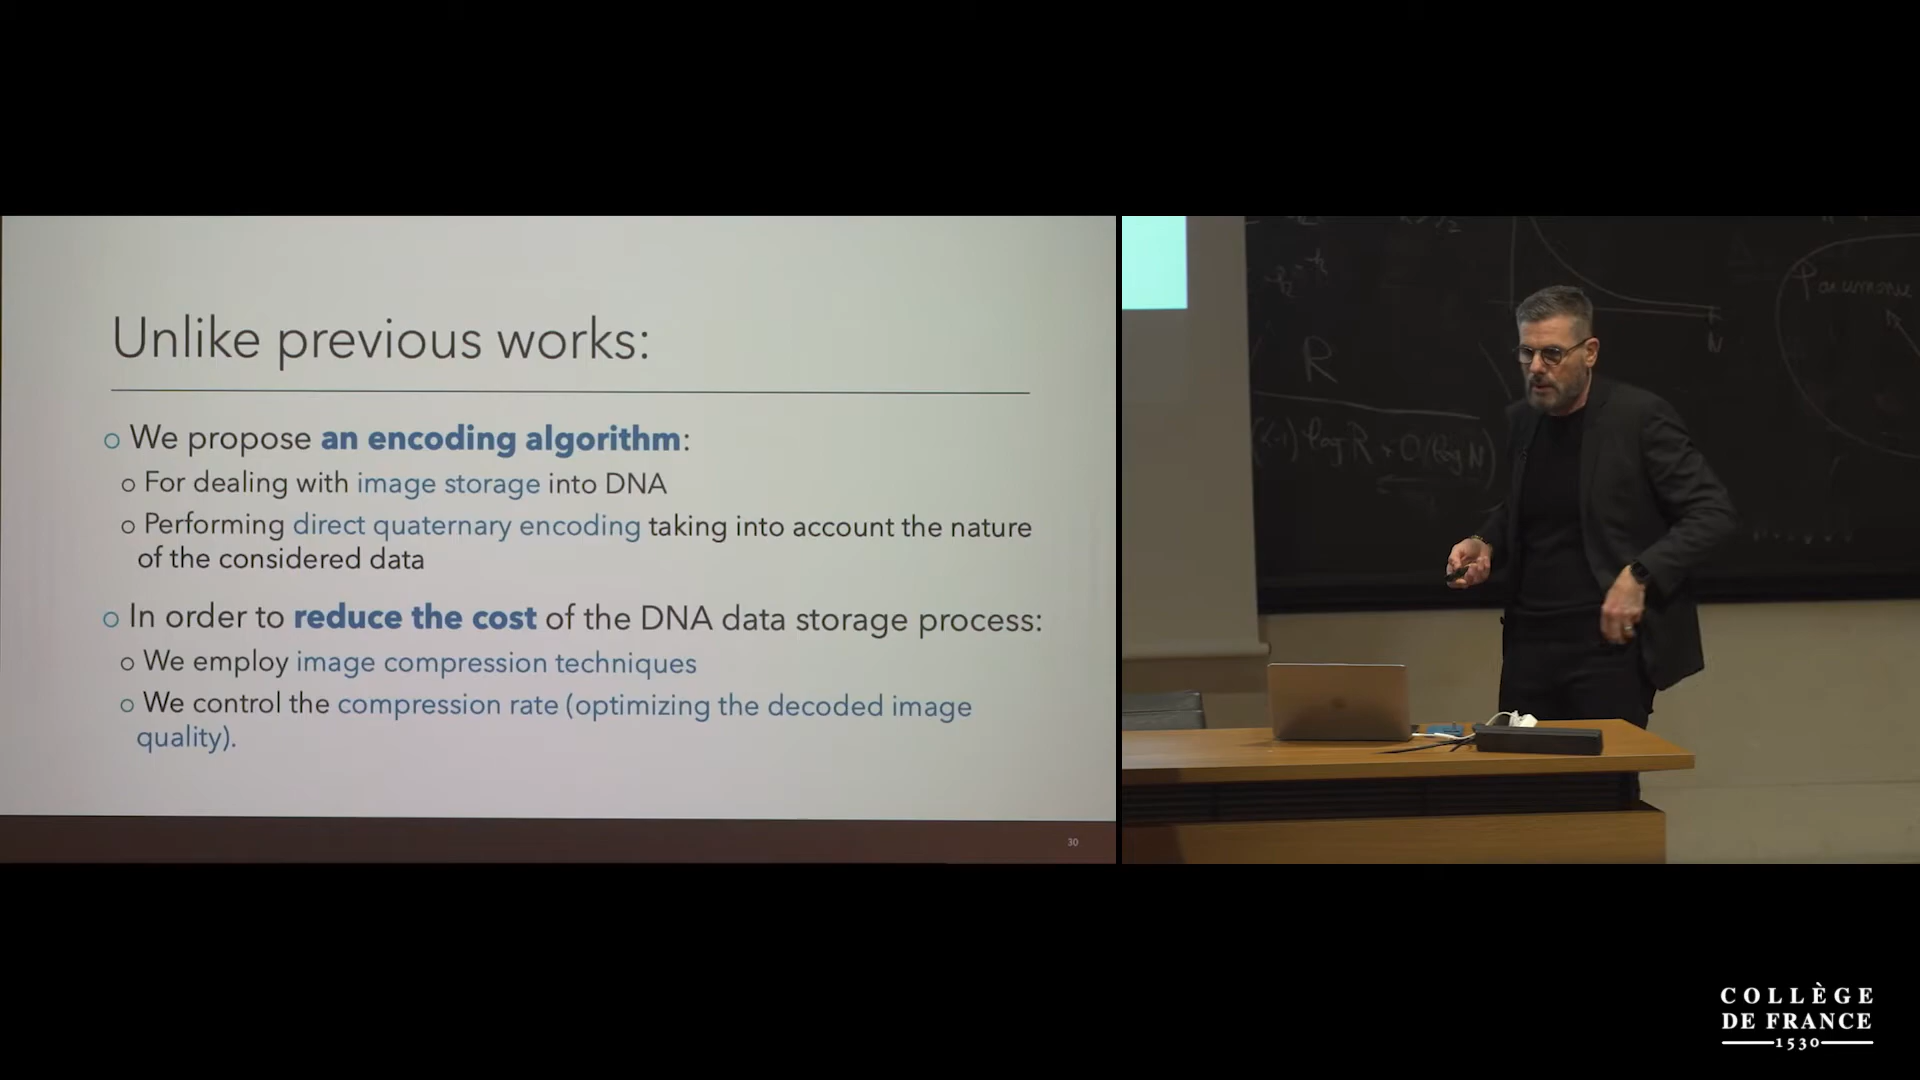 Unlike previous works:
We propose an encoding algorithm:
For dealing with image storage into DNA
Performing direct quaternary encoding taking into account the nature
of the considered data
In order to reduce the cost of the DNA data storage process:
We employ image compression techniques
We control the compression rate (optimizing the decoded image
quality).
30
R
log R + O(log N)
N
COLLÈGE
DE FRANCE
1530